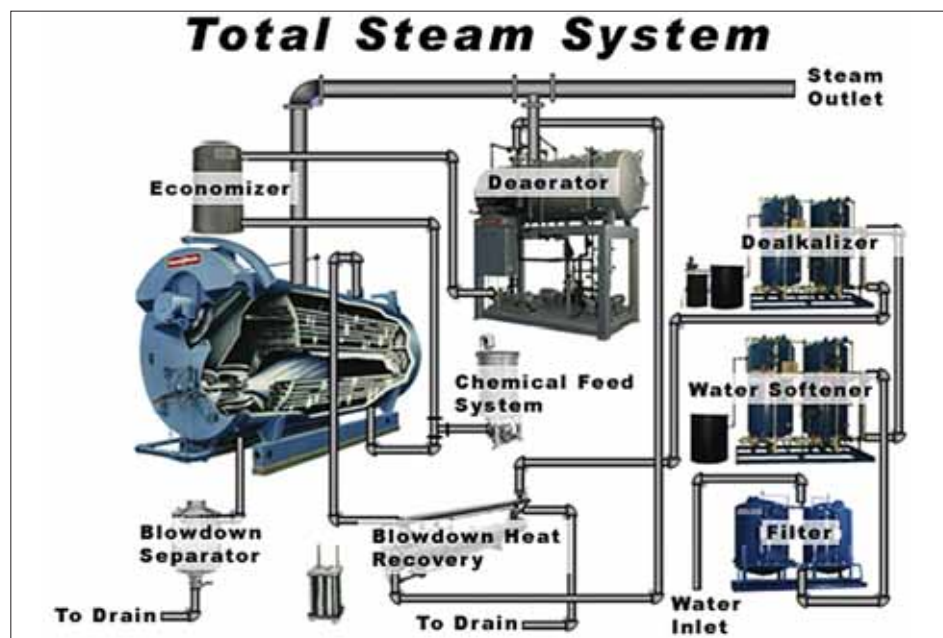 Total Steam System
Steam
Outlet
Economizer
Deaerator
Dealkalizer
Chemical Feed
System
Water Softener
Blowdown
Separator
Blowdown Heat
Recovery
Filter
To Drain
To Drain
Water
Inlet